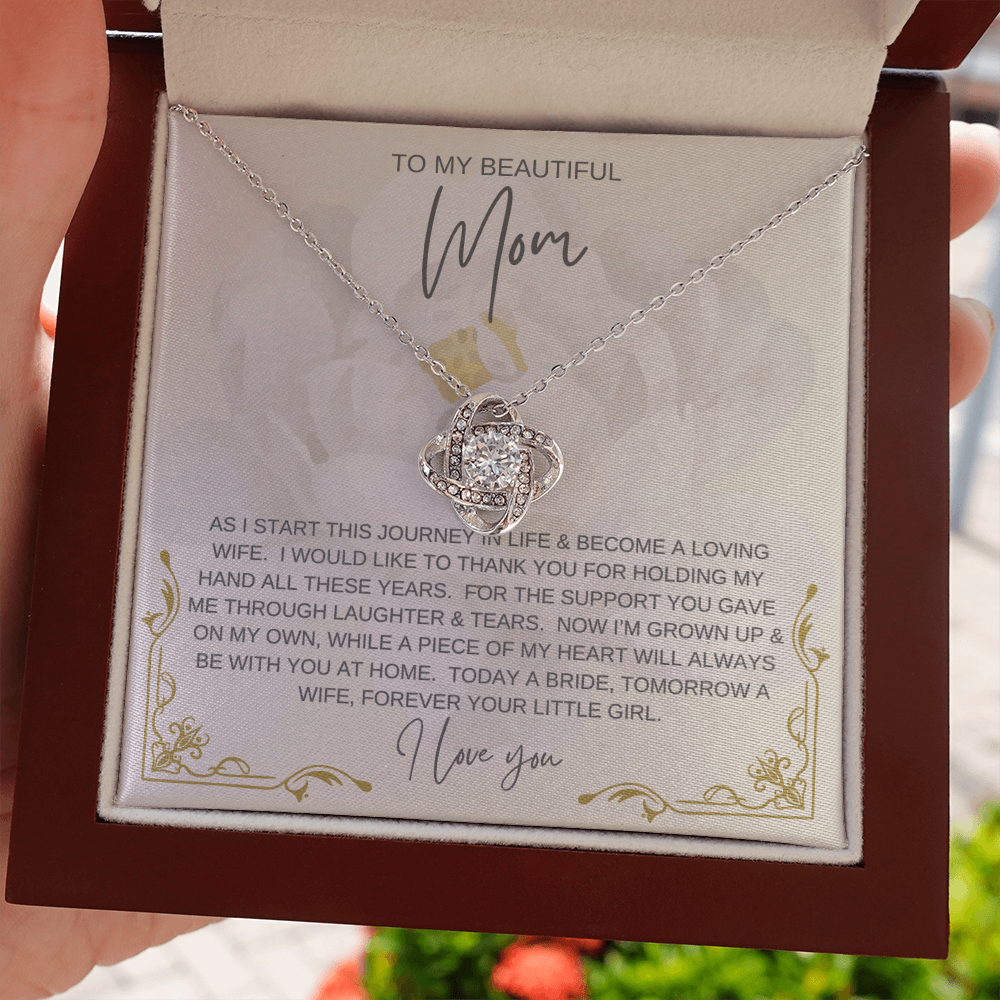 TO MY BEAUTIFUL
Mom
AS I START THIS JOURNEY IN LIFE & BECOME A LOVING
WIFE. I WOULD LIKE TO THANK YOU FOR HOLDING MY
HAND ALL THESE YEARS. FOR THE SUPPORT YOU GAVE
ME THROUGH LAUGHTER & TEARS. NOW I'M GROWN UP &
ON MY OWN, WHILE A PIECE OF MY HEART WILL ALWAYS
BE WITH YOU AT HOME. TODAY A BRIDE, TOMORROW A
WIFE, FOREVER YOUR LITTLE GIRL.
I love you